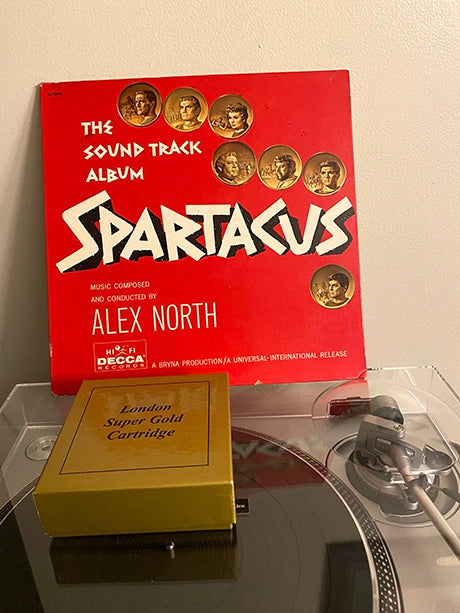 THE
SOUND TRACK
ALBUM
SPARTACUS
MUSIC COMPOSED
AND CONDUCTED BY
ALEX NORTH
HI FI
DECCA
RECORDS
A BRYNA PRODUCTION/A UNIVERSAL-INTERNATIONAL RELEASE
London
Super Gold
Cartridge